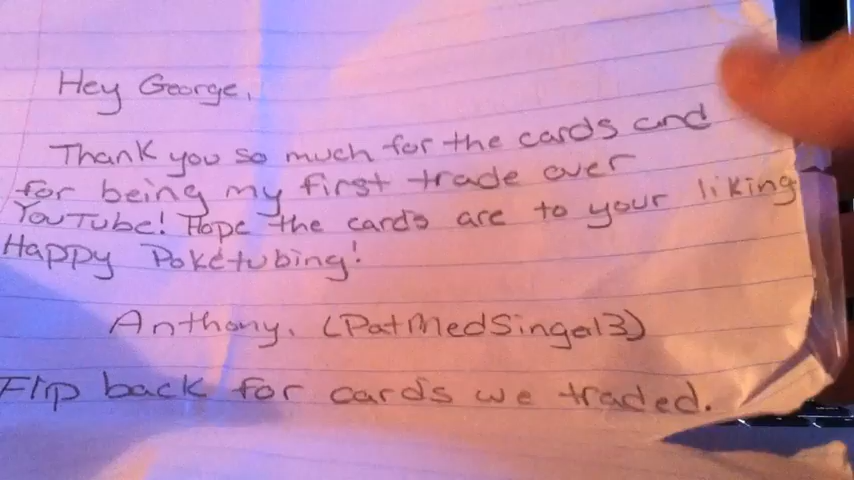 Hey George,
Thank you so much for the cards and
for being my first trade over
YouTube! Hope the cards are to your liking
Happy Poketubing!
Anthony. (PatMedSinge13)
Flip back for cards we traded.